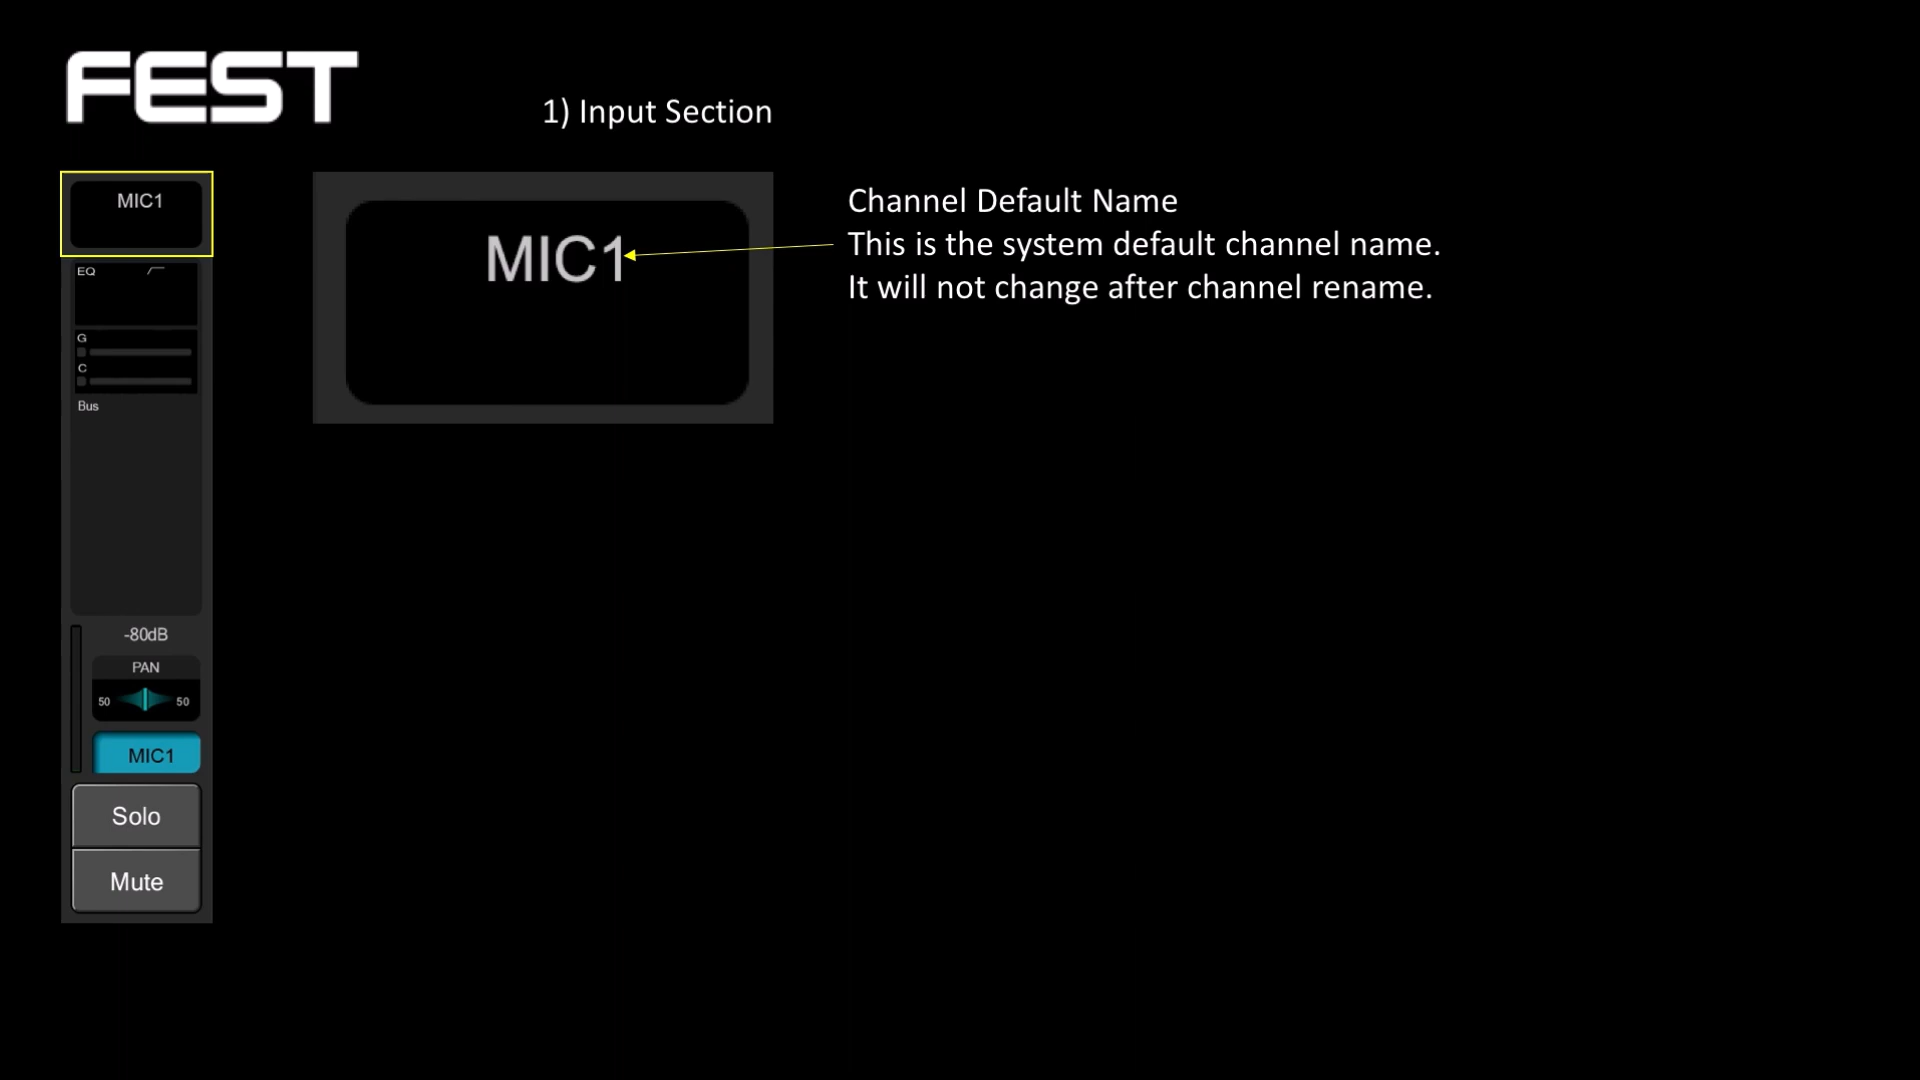 FEST
1) Input Section
MIC1
EQ
G
C
Bus
-80dB
PAN
50 50
MIC1
Solo
Mute
MIC1
Channel Default Name
This is the system default channel name.
It will not change after channel rename.